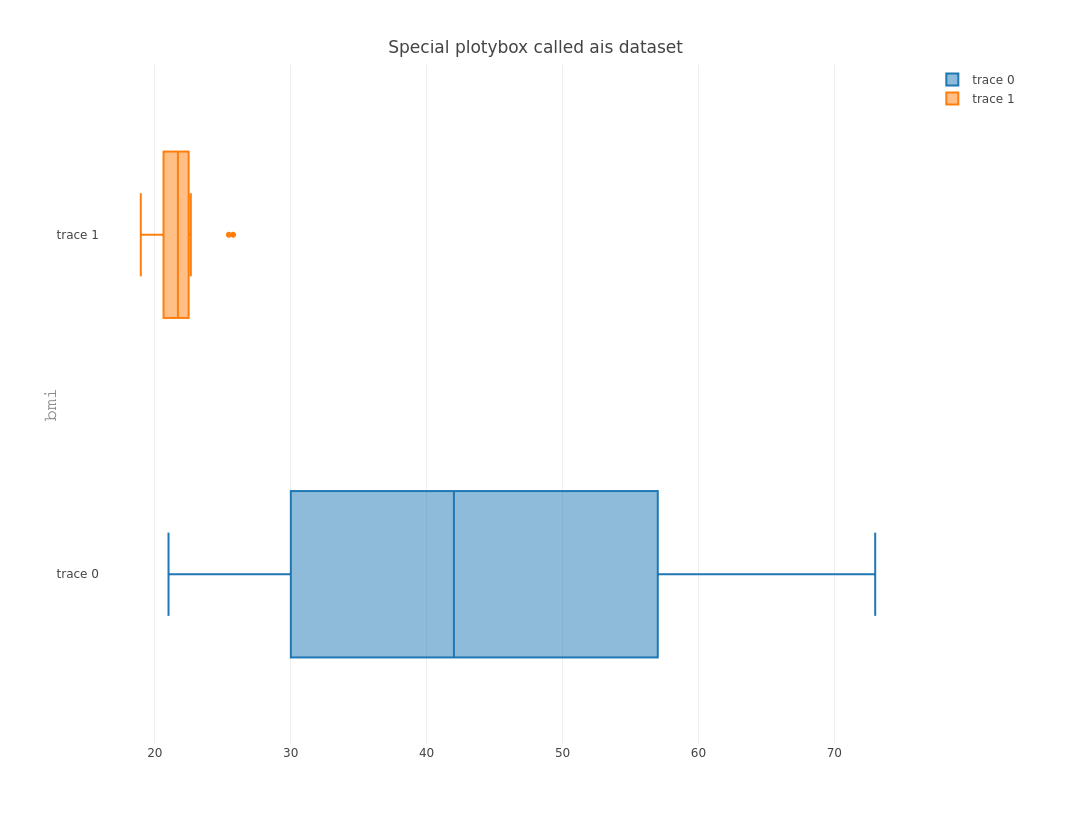 Special plotybox called ais dataset
trace 0
trace 1
trace 1
bmi
trace 0
20 30 40 50 60 70